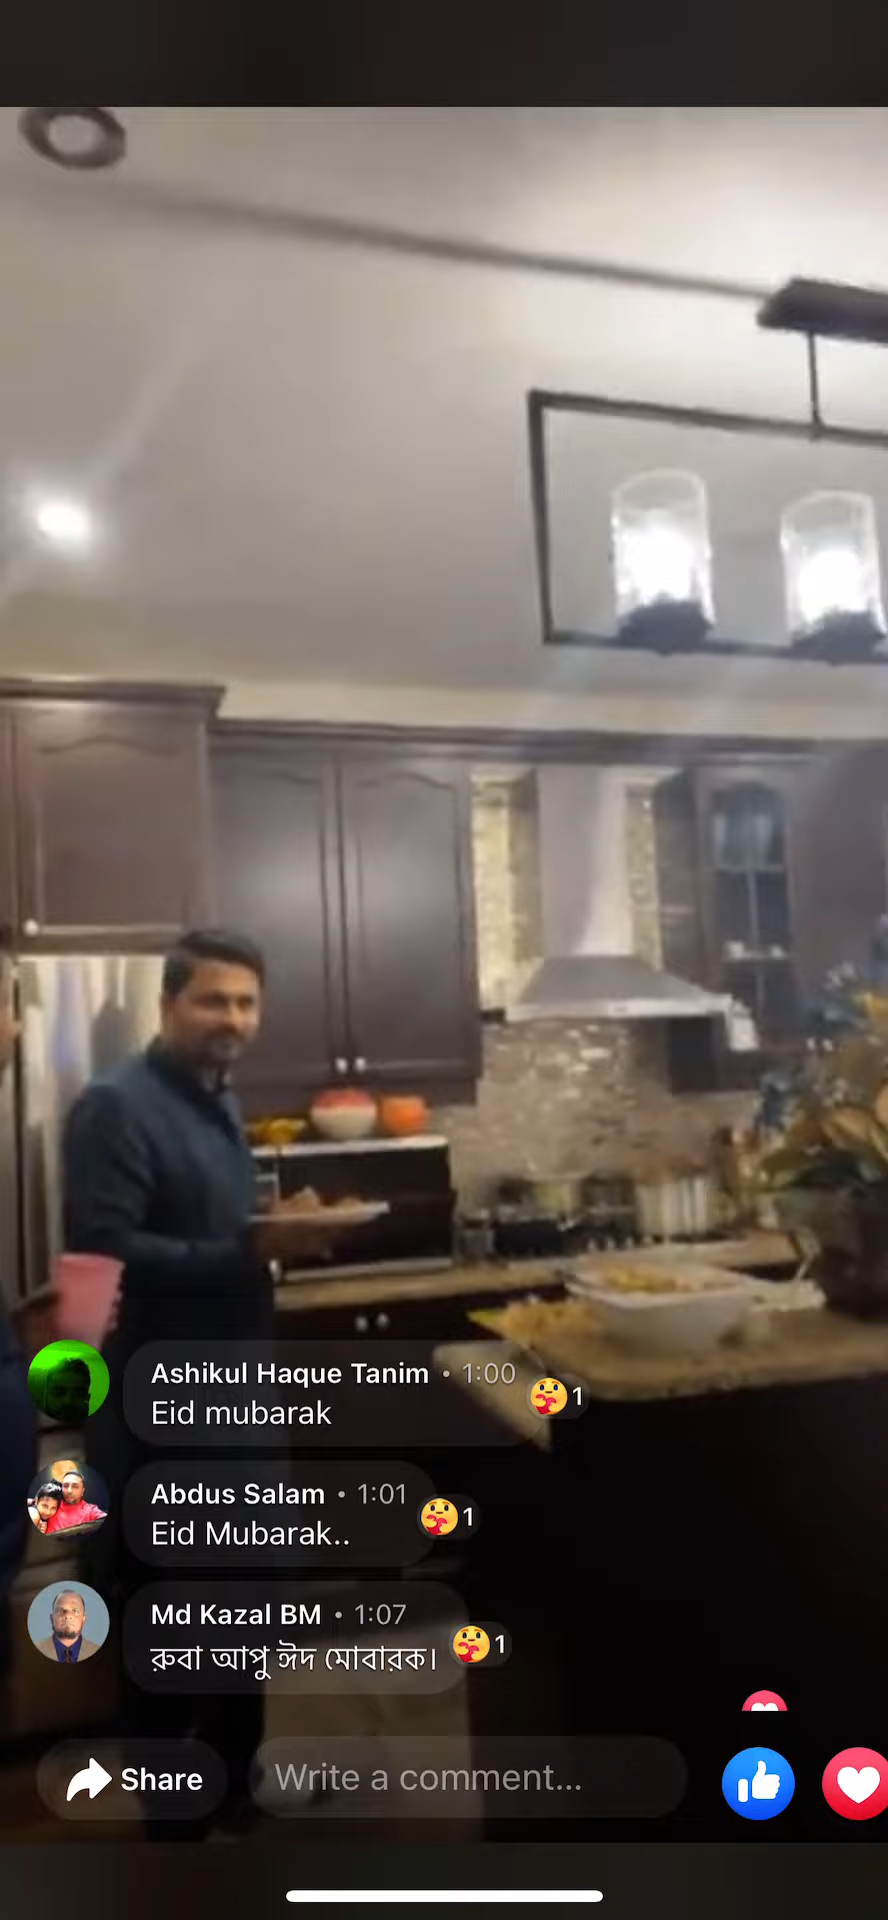 Ashikul Haque Tanim • 1:00
Eid mubarak
1
Abdus Salam • 1:01
Eid Mubarak..
1
Md Kazal BM • 1:07
রুবা আপু ঈদ মোবারক।
1
Share
Write a comment...